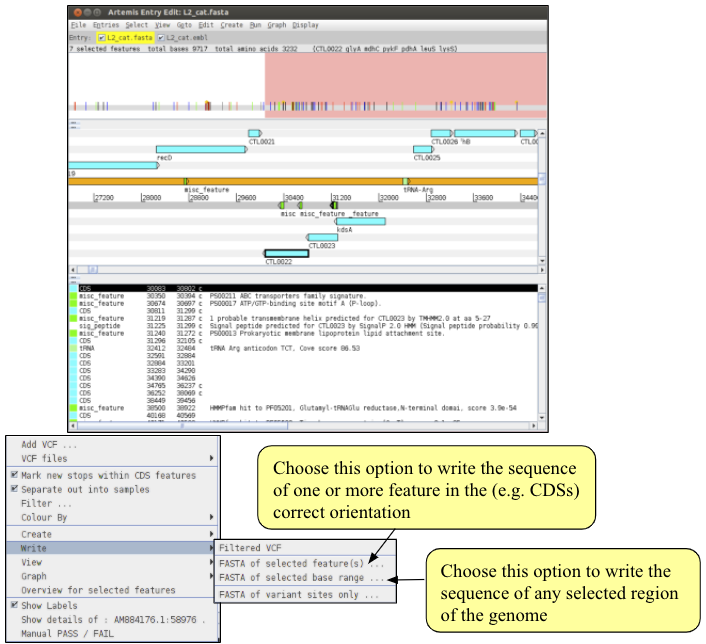 Artemis Entry Edit: L2_cat.fasta
File Entries Select View Goto Edit Create Run Graph Display
Entry: L2_cat.fasta L2_cat.embl
7 selected features total bases 9717 total amino acids 3232 (CTL0022 glyA mdhC pykF pdhA leuS lysS)
CTL0021
CTL0026 'hB CTL00
recD CTL0025
misc_feature tRNA-Arg
27200 28000 28800 29600 30400 31200 32000 32800 33600 34400
misc misc_feature _feature
kdsA
CTL0023
CTL0022
CDS 30083 30802 c
misc_feature 30350 30394 c PS00211 ABC transporters family signature.
misc_feature 30674 30697 c PS00017 ATP/GTP-binding site motif A (P-loop).
CDS 30811 31299 c
misc_feature 31219 31287 c 1 probable transmembrane helix predicted for CTL0023 by TMHMM2.0 at aa 5-27
sig_peptide 31225 31299 c Signal peptide predicted for CTL0023 by SignalP 2.0 HMM (Signal peptide probability 0.99
misc_feature 31240 31272 c PS00013 Prokaryotic membrane lipoprotein lipid attachment site.
CDS 31296 32105 c
tRNA 32412 32484 tRNA Arg anticodon TCT, Cove score 86.53
CDS 32591 32884
CDS 32884 33201
CDS 33283 34290
CDS 34390 34626
CDS 34765 36237 c
CDS 36252 38069 c
CDS 38449 39456
misc_feature 38500 38922 HMMPfam hit to PF05201, Glutamyl-tRNAGlu reductase,N-terminal domai, score 3.9e-54
CDS 40168 40569
Add VCF ...
VCF files
Mark new stops within CDS features
Separate out into samples
Filter ...
Colour By
Create
Write
View
Graph
Overview for selected features
Show Labels
Show details of : AM884176.1:58976 .
Manual PASS / FAIL
Filtered VCF
FASTA of selected feature(s) ...
FASTA of selected base range ...
FASTA of variant sites only ...
Choose this option to write the sequence
of one or more feature in the (e.g. CDSs)
correct orientation
Choose this option to write the
sequence of any selected region
of the genome